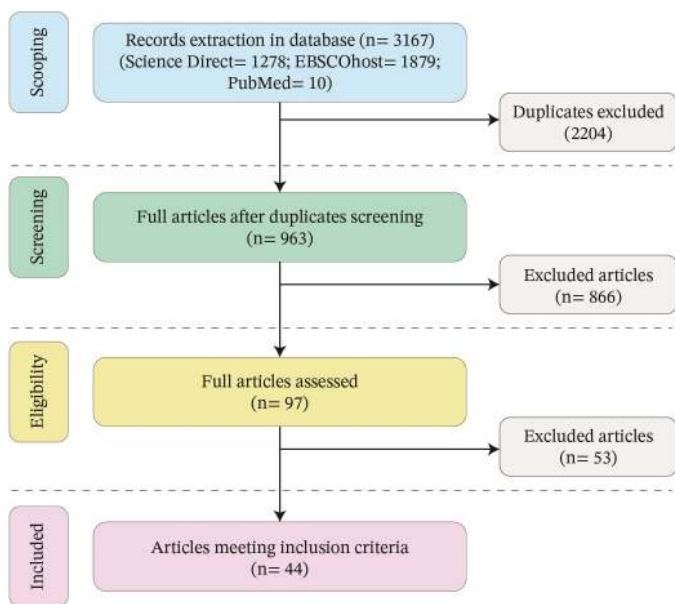 Scooping
Records extraction in database (n= 3167)
(Science Direct= 1278; EBSCOhost= 1879;
PubMed= 10)
Duplicates excluded
(2204)
Screening
Full articles after duplicates screening
(n= 963)
Excluded articles
(n= 866)
Eligibility
Full articles assessed
(n= 97)
Excluded articles
(n= 53)
Included
Articles meeting inclusion criteria
(n= 44)